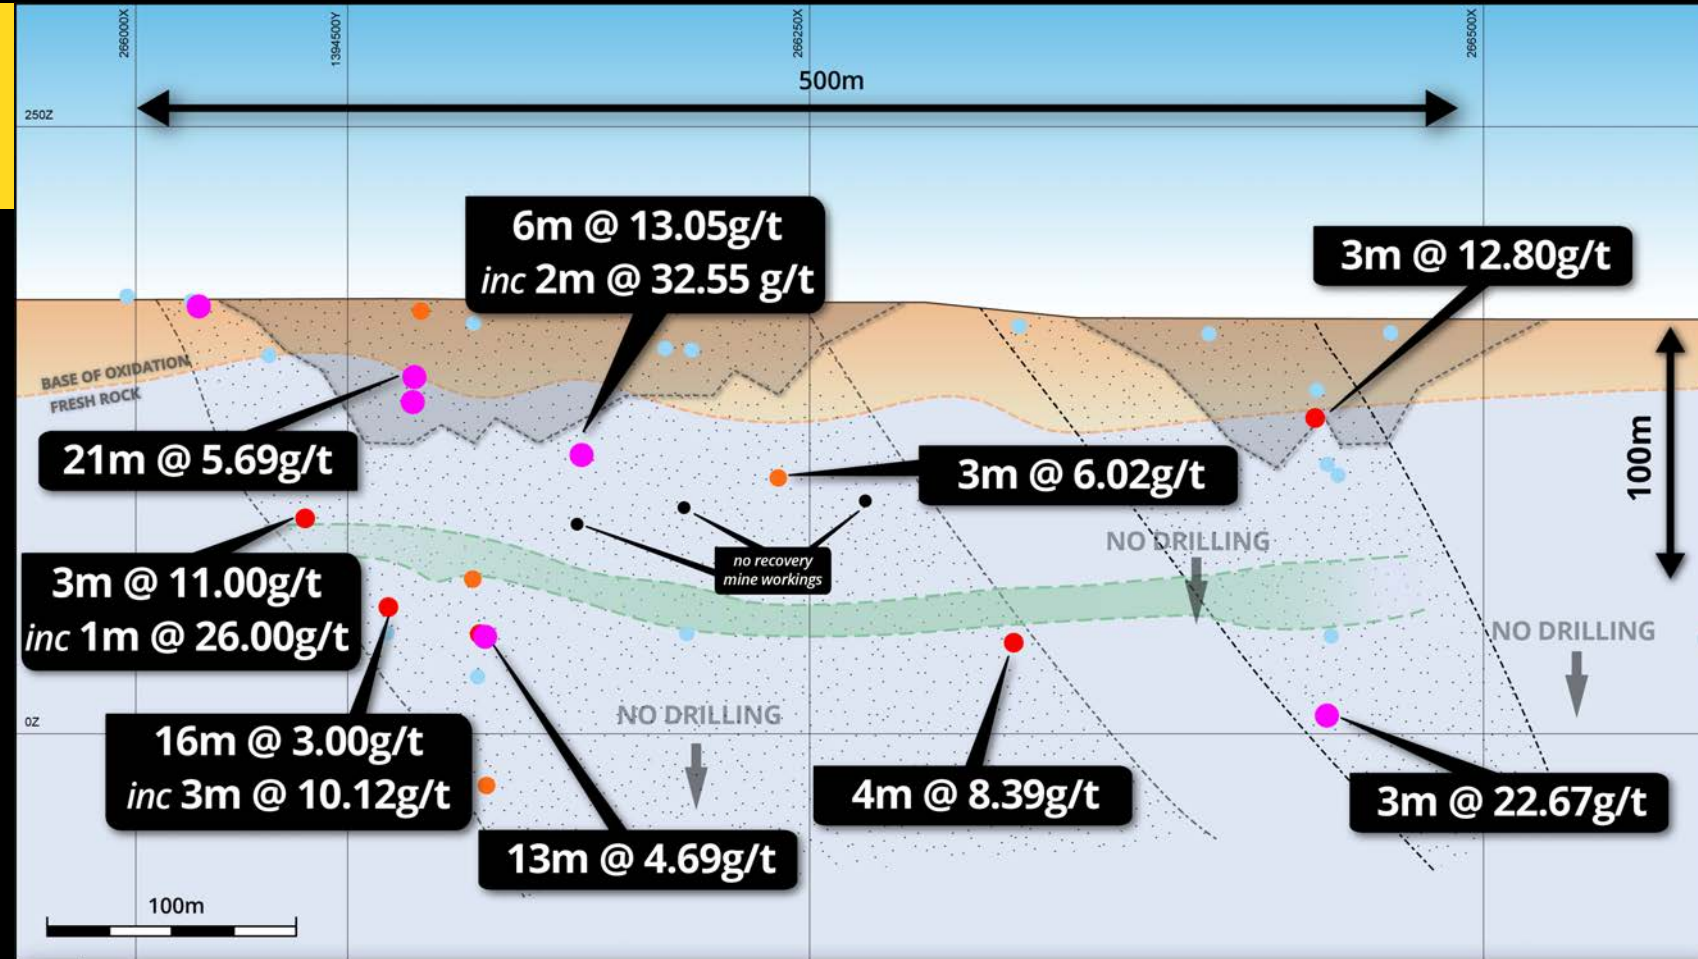 266000X
1394500Y
266250X
266500X
500m
250Z
6m @ 13.05g/t
inc 2m @ 32.55 g/t
3m @ 12.80g/t
BASE OF OXIDATION
FRESH ROCK
21m @ 5.69g/t
3m @ 6.02g/t
100m
NO DRILLING
no recovery
mine workings
3m @ 11.00g/t
inc 1m @ 26.00g/t
NO DRILLING
NO DRILLING
0Z
16m @ 3.00g/t
inc 3m @ 10.12g/t
4m @ 8.39g/t
3m @ 22.67g/t
13m @ 4.69g/t
100m